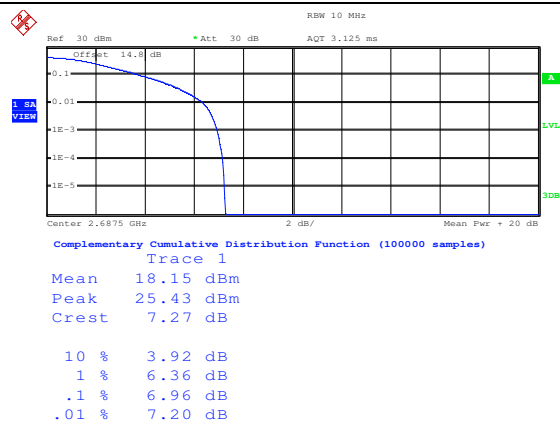 RBW 10 MHz
Ref 30 dBm * Att 30 dB AQT 3.125 ms
Offset 14.8 dB
0.1
A
0.01
1 SA
VIEW
1E-3
LVL
1E-4
1E-5
3DB
Center 2.6875 GHz 2 dB/ Mean Pwr + 20 dB
Complementary Cumulative Distribution Function (100000 samples)
Trace 1
Mean 18.15 dBm
Peak 25.43 dBm
Crest 7.27 dB
10 % 3.92 dB
1 % 6.36 dB
.1 % 6.96 dB
.01 % 7.20 dB